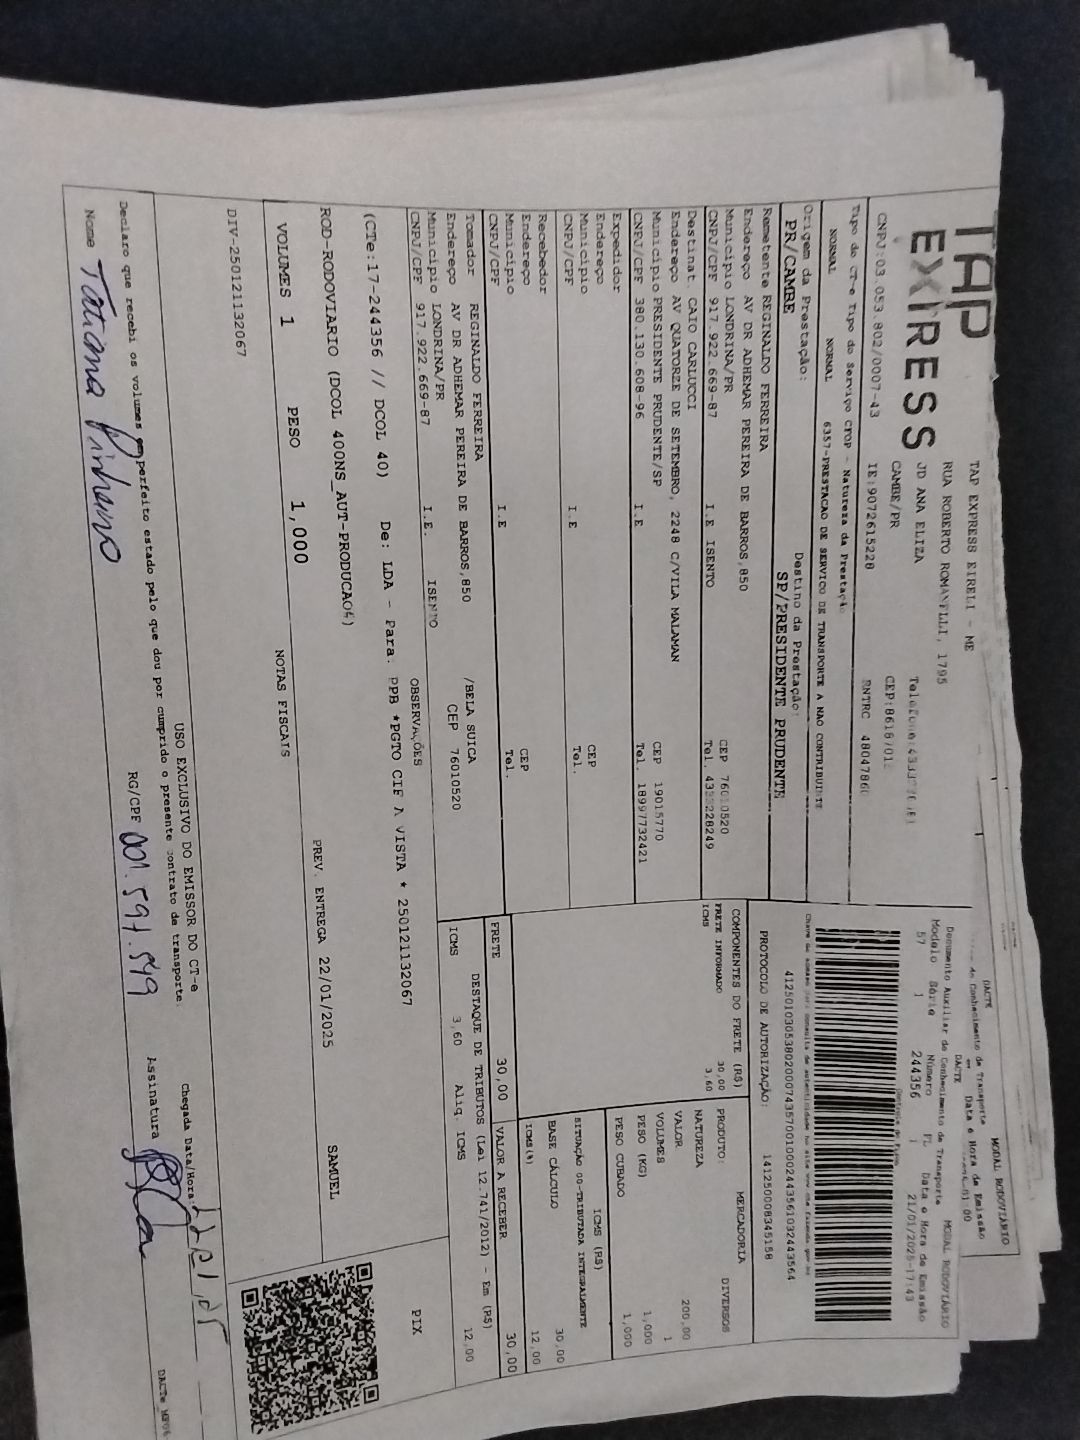 TAP
EXPRESS
TAP EXPRESS EIRELI - ME
RUA ROBERTO ROMANELLI, 1795
JD ANA ELIZA
CAMBE/PR
CNPJ:03.053.802/0007-43
IE:9072615228
RNTRC 4804786
MODAL RODOVIÁRIO
DACTE
Documento Auxiliar do Conhecimento de Transporte
MODAL RODOVIÁRIO
Modelo Série Número FL Data e Hora de Emissão
57 1 244356 1 21/01/2025-17:43
Controle do Fisco
Tipo do CT-e Tipo do Serviço CFOP - Natureza da Prestação
NORMAL NORMAL 6357-PRESTACAO DE SERVICO DE TRANSPORTE A NAO CONTRIBUINTE
41250103053802000743570010002443561032443564
PROTOCOLO DE AUTORIZAÇÃO: 141250008345158
Origem da Prestação: Destino da Prestação:
PR/CAMBE SP/PRESIDENTE PRUDENTE
Remetente REGINALDO FERREIRA
Endereço AV DR ADHEMAR PEREIRA DE BARROS,850
Município LONDRINA/PR
CNPJ/CPF 917.922.669-87 I.E ISENTO
Destinat. CAIO CARLUCCI
Endereço AV QUATORZE DE SETEMBRO, 2248 C/VILA MALAMAN
Município PRESIDENTE PRUDENTE/SP CEP 19015770
CNPJ/CPF 380.130.608-96 I.E Tel. 18997732421
Expedidor
Endereço
Município CEP
CNPJ/CPF I.E Tel.
Recebedor
Endereço
Município CEP
CNPJ/CPF I.E Tel.
Tomador REGINALDO FERREIRA
Endereço AV DR ADHEMAR PEREIRA DE BARROS,850 /BELA SUICA
Município LONDRINA/PR CEP 76010520
CNPJ/CPF 917.922.669-87 I.E. ISENTO
COMPONENTES DO FRETE (R$)
FRETE INFORMADO 30,00
ICMS 3,60
PRODUTO: DIVERSOS
MERCADORIA
NATUREZA
VALOR 200,00
VOLUMES 1
PESO (KG) 1,000
PESO CUBADO 1,000
ICMS (R$)
SITUAÇÃO 00-TRIBUTADA INTEGRALMENTE
BASE CÁLCULO 30,00
ICMS(%) 12,00
FRETE 30,00 VALOR A RECEBER 30,00
DESTAQUE DE TRIBUTOS (Lei 12.741/2012) - Em (R$)
ICMS 3,60 Aliq. ICMS 12,00
OBSERVAÇÕES
(CTe:17-244356 // DCOL 40) De: LDA - Para: PPB *PGTO CIF A VISTA * 250121132067
PIX
ROD-RODOVIARIO (DCOL 400NS_AUT-PRODUCAO4)
PREV. ENTREGA 22/01/2025 SAMUEL
VOLUMES 1 PESO 1,000
NOTAS FISCAIS
DIV-250121132067
USO EXCLUSIVO DO EMISSOR DO CT-e
Declaro que recebi os volumes em perfeito estado pelo que dou por cumprido o presente contrato de transporte.
Chegada Data/Hora:
Nome Tatiana Pinheiro RG/CPF 001.591.549 Assinatura